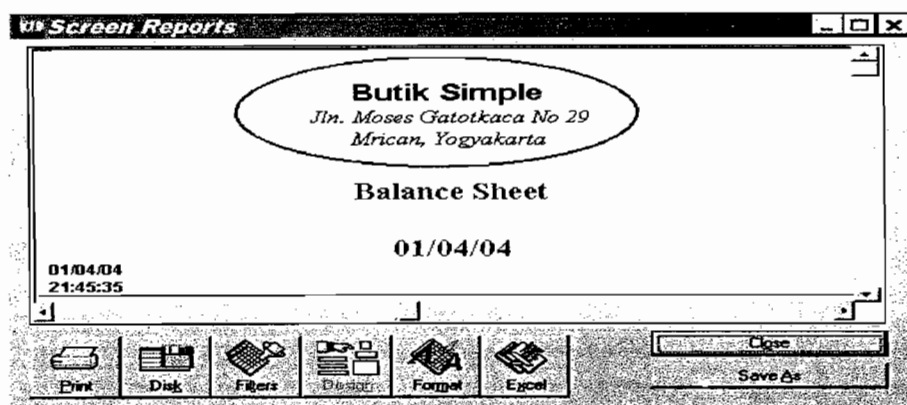 Screen Reports
Butik Simple
Jln. Moses Gatotkaca No 29
Mrican, Yogyakarta
Balance Sheet
01/04/04
01/04/04
21:45:35
Print Disk Filters Design Format Excel
Close
Save As